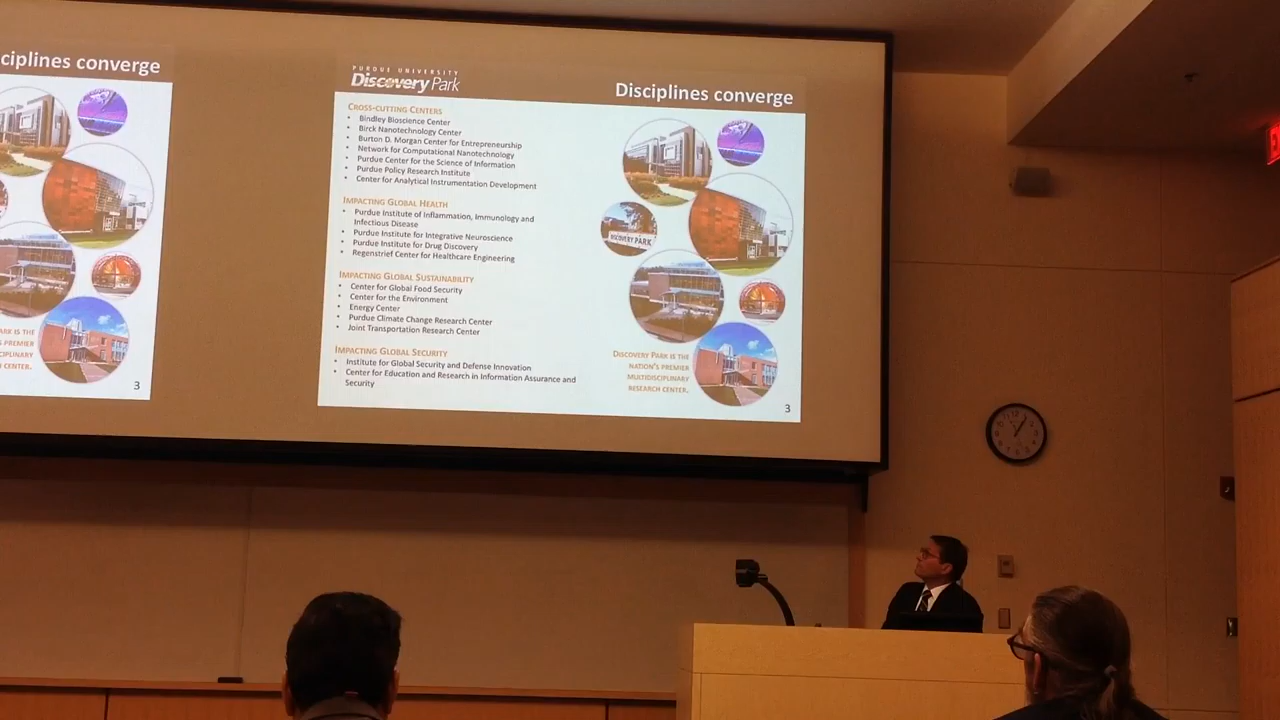 ciplines converge
ARK IS THE
S PREMIER
CIPLINARY
H CENTER.
3
PURDUE UNIVERSITY
Discovery Park
Disciplines converge
CROSS-CUTTING CENTERS
• Bindley Bioscience Center
• Birck Nanotechnology Center
• Burton D. Morgan Center for Entrepreneurship
• Network for Computational Nanotechnology
• Purdue Center for the Science of Information
• Purdue Policy Research Institute
• Center for Analytical Instrumentation Development
IMPACTING GLOBAL HEALTH
• Purdue Institute of Inflammation, Immunology and
Infectious Disease
• Purdue Institute for Integrative Neuroscience
• Purdue Institute for Drug Discovery
• Regenstrief Center for Healthcare Engineering
IMPACTING GLOBAL SUSTAINABILITY
• Center for Global Food Security
• Center for the Environment
• Energy Center
• Purdue Climate Change Research Center
• Joint Transportation Research Center
IMPACTING GLOBAL SECURITY
• Institute for Global Security and Defense Innovation
• Center for Education and Research in Information Assurance and
Security
DISCOVERY PARK
DISCOVERY PARK IS THE
NATION'S PREMIER
MULTIDISCIPLINARY
RESEARCH CENTER.
3